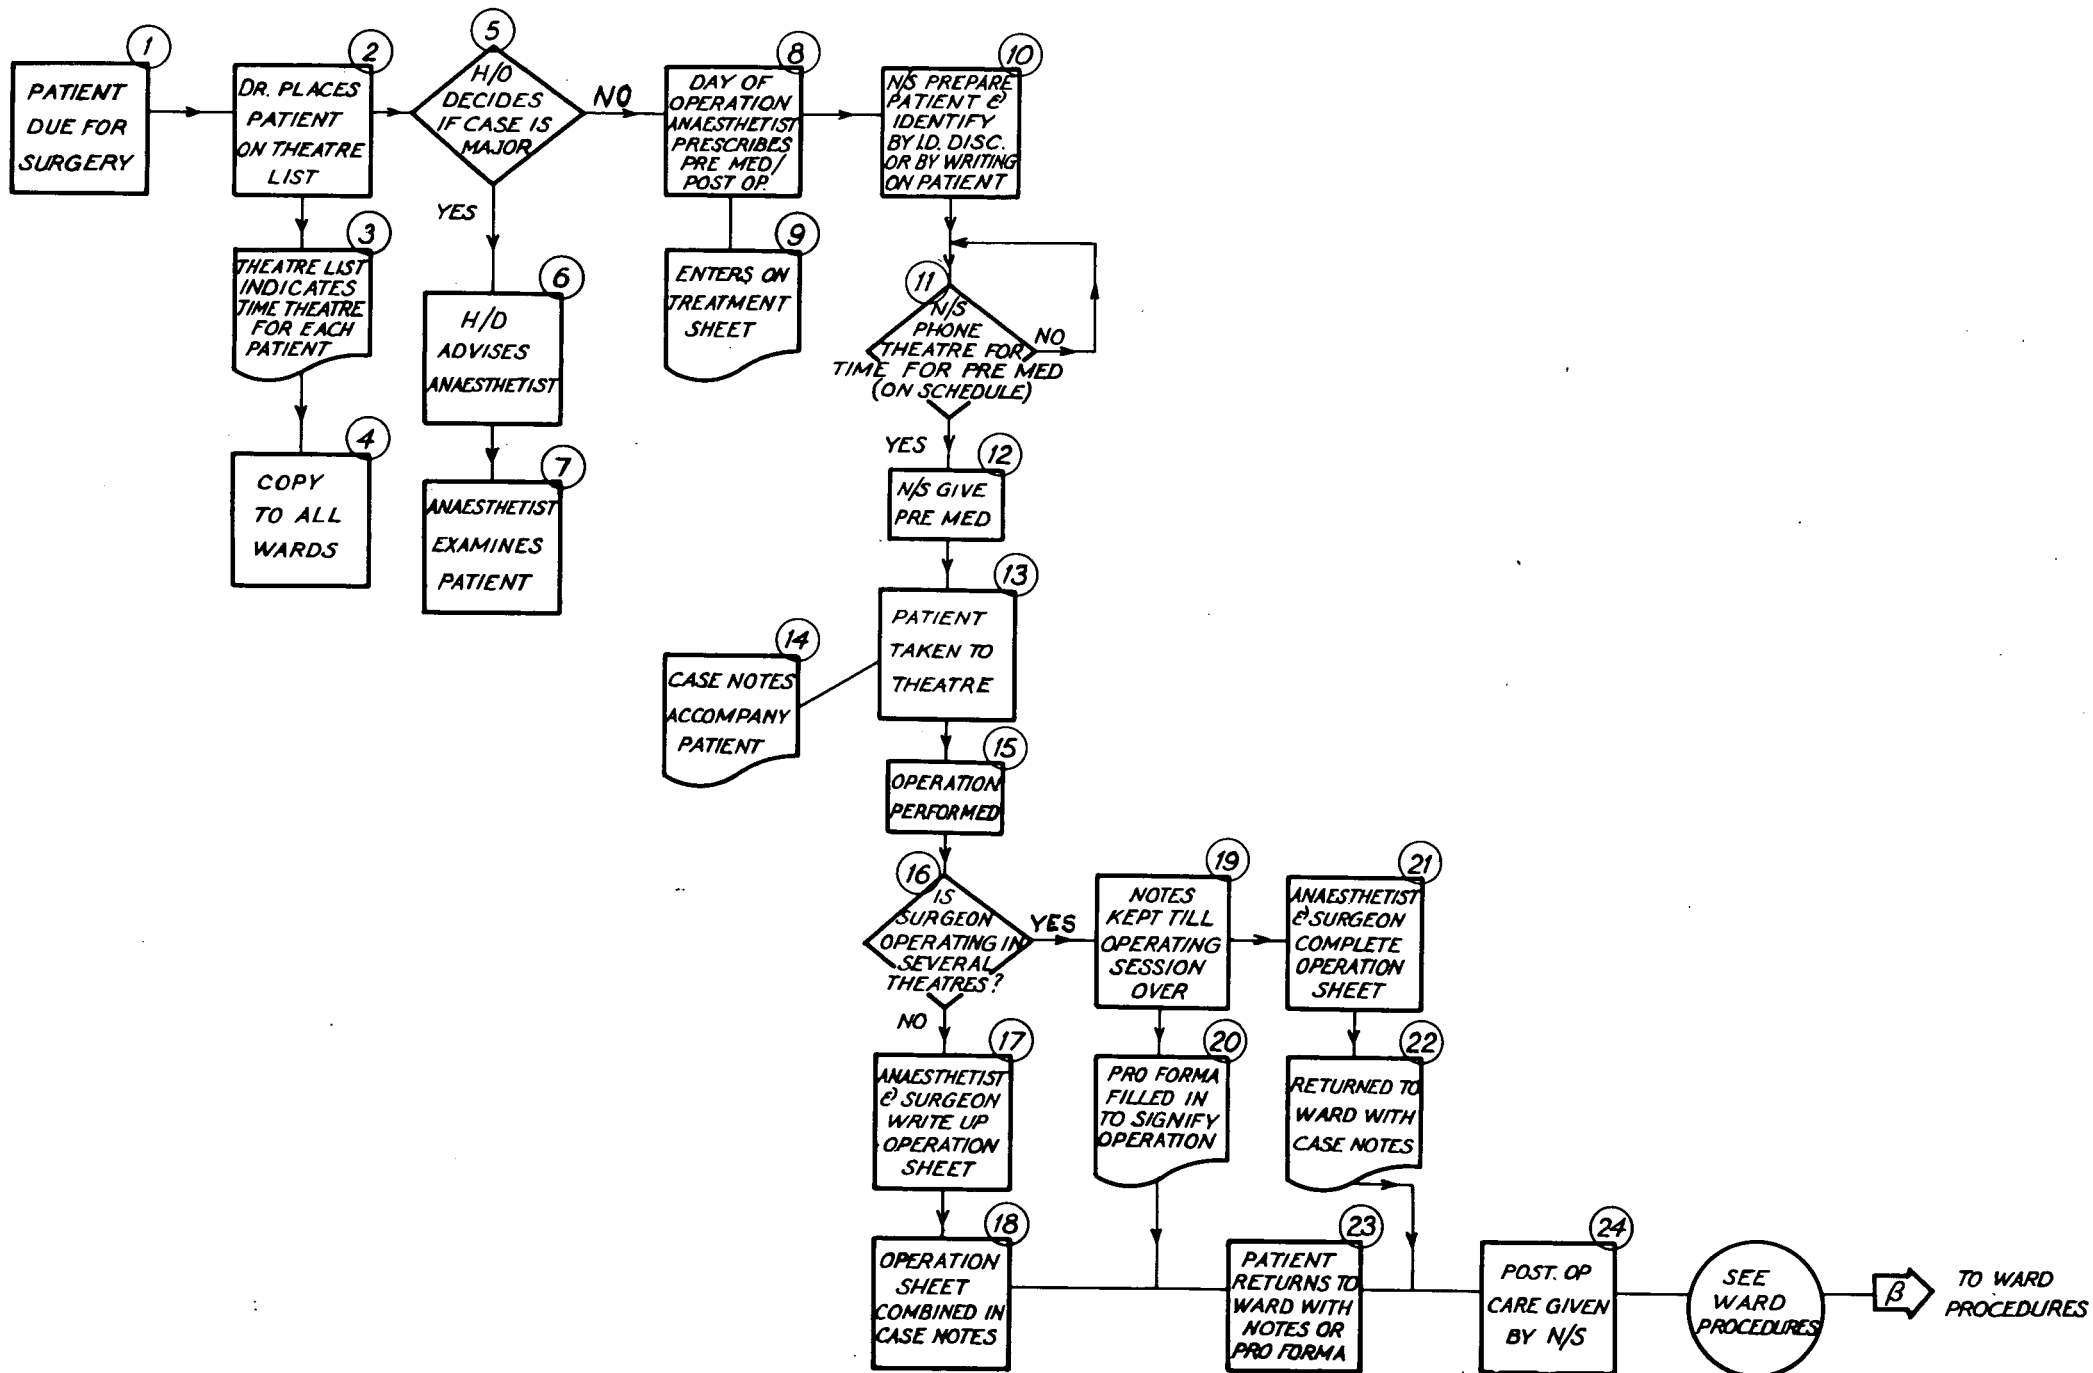 1
PATIENT
DUE FOR
SURGERY
2
DR. PLACES
PATIENT
ON THEATRE
LIST
3
THEATRE LIST
INDICATES
TIME THEATRE
FOR EACH
PATIENT
4
COPY
TO ALL
WARDS
5
H/O
DECIDES
IF CASE IS
MAJOR
NO
YES
6
H/D
ADVISES
ANAESTHETIST
7
ANAESTHETIST
EXAMINES
PATIENT
8
DAY OF
OPERATION
ANAESTHETIST
PRESCRIBES
PRE MED/
POST OP.
9
ENTERS ON
TREATMENT
SHEET
10
N/S PREPARE
PATIENT &
IDENTIFY
BY I.D. DISC.
OR BY WRITING
ON PATIENT
11
N/S
PHONE
THEATRE FOR
TIME FOR PRE MED
(ON SCHEDULE)
NO
YES
12
N/S GIVE
PRE MED
13
PATIENT
TAKEN TO
THEATRE
14
CASE NOTES
ACCOMPANY
PATIENT
15
OPERATION
PERFORMED
16
IS
SURGEON
OPERATING IN
SEVERAL
THEATRES?
YES
NO
17
ANAESTHETIST
& SURGEON
WRITE UP
OPERATION
SHEET
18
OPERATION
SHEET
COMBINED IN
CASE NOTES
19
NOTES
KEPT TILL
OPERATING
SESSION
OVER
20
PRO FORMA
FILLED IN
TO SIGNIFY
OPERATION
21
ANAESTHETIST
& SURGEON
COMPLETE
OPERATION
SHEET
22
RETURNED TO
WARD WITH
CASE NOTES
23
PATIENT
RETURNS TO
WARD WITH
NOTES OR
PRO FORMA
24
POST. OP
CARE GIVEN
BY N/S
SEE
WARD
PROCEDURES
β
TO WARD
PROCEDURES